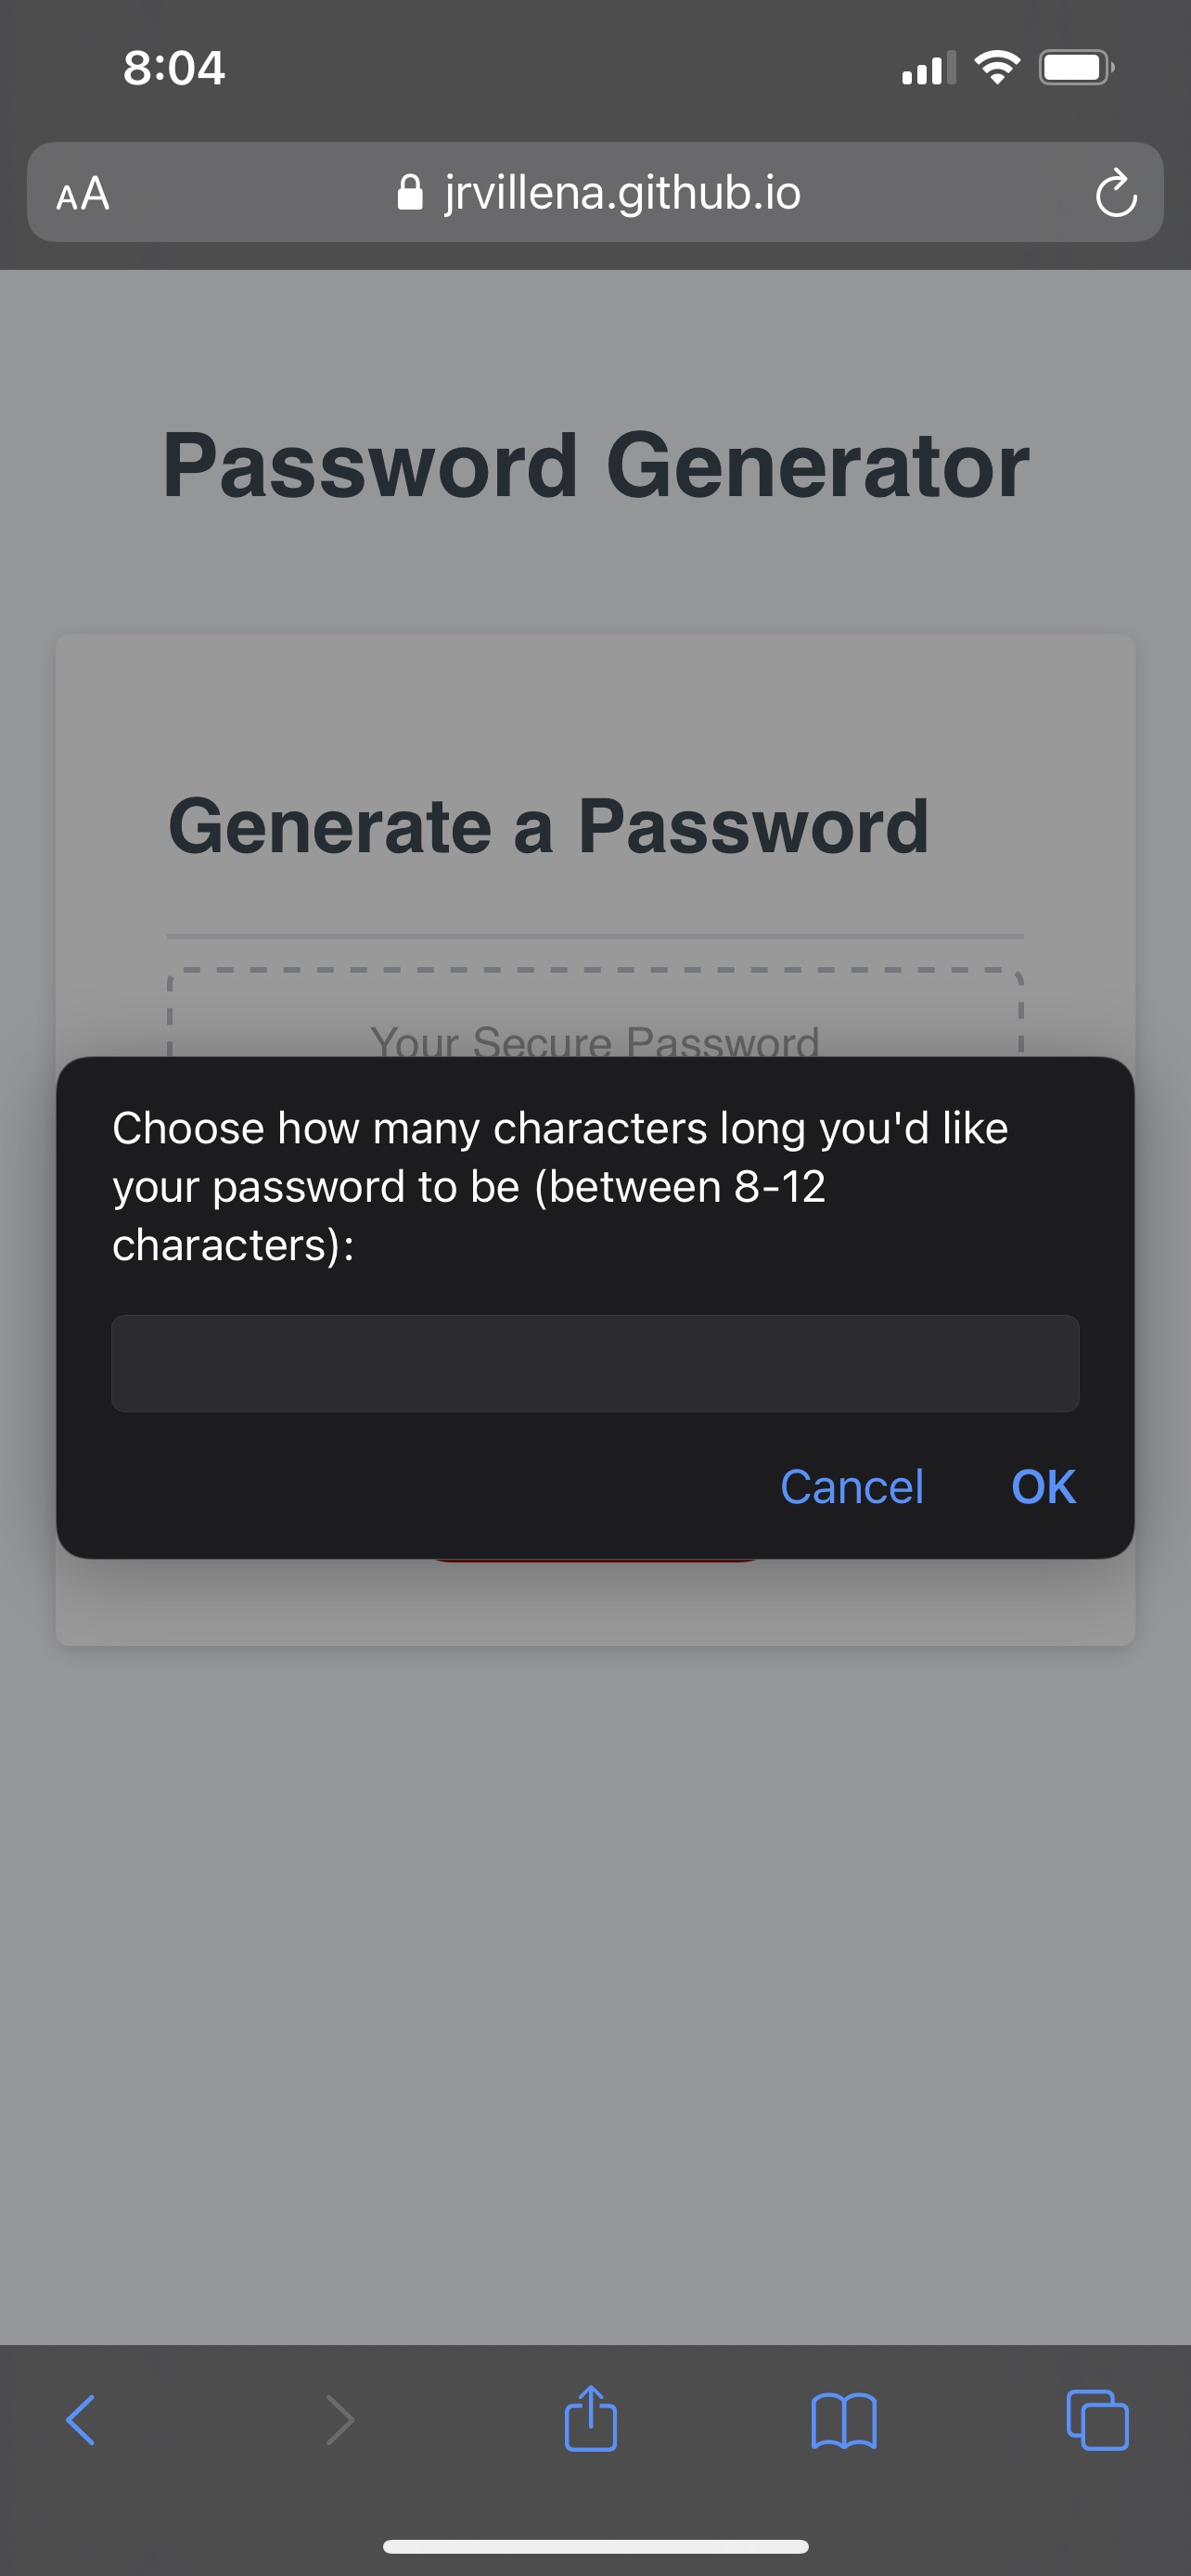 8:04
AA
jrvillena.github.io
Password Generator
Generate a Password
Your Secure Password
Choose how many characters long you'd like
your password to be (between 8-12
characters):
Cancel
OK